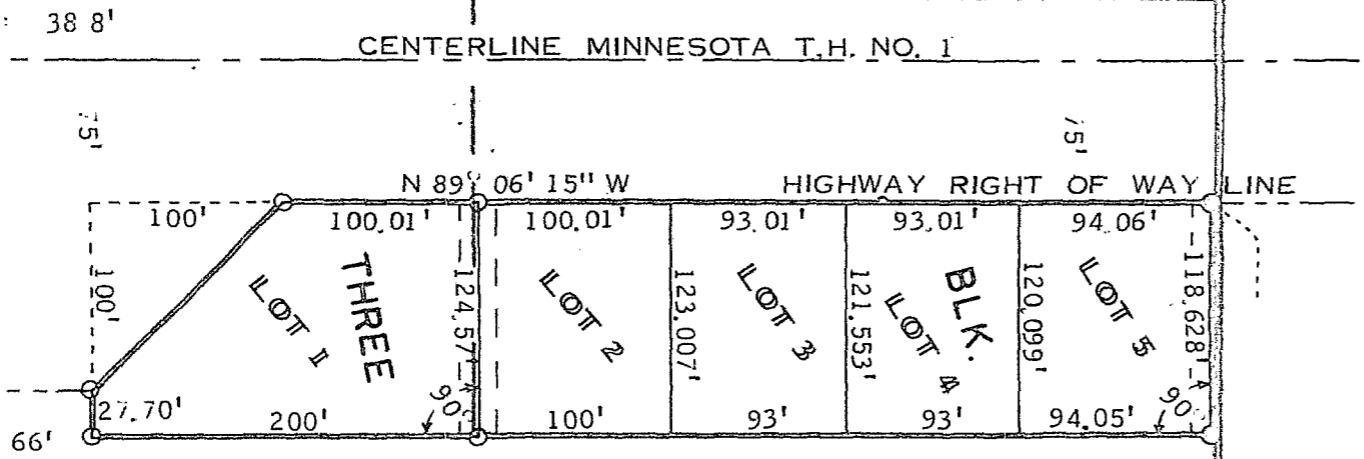 38 8'
CENTERLINE MINNESOTA T.H. NO. 1
75'
75'
N 89° 06' 15" W HIGHWAY RIGHT OF WAY LINE
100' 100.01' 100.01' 93.01' 93.01' 94.06'
100'
LOT 1
THREE
124.57'
LOT 2
123.007'
LOT 3
121.553'
LOT 4
BLK.
120.099'
LOT 5
118.628'
90°
90°
27.70' 200' 100' 93' 93' 94.05'
66'